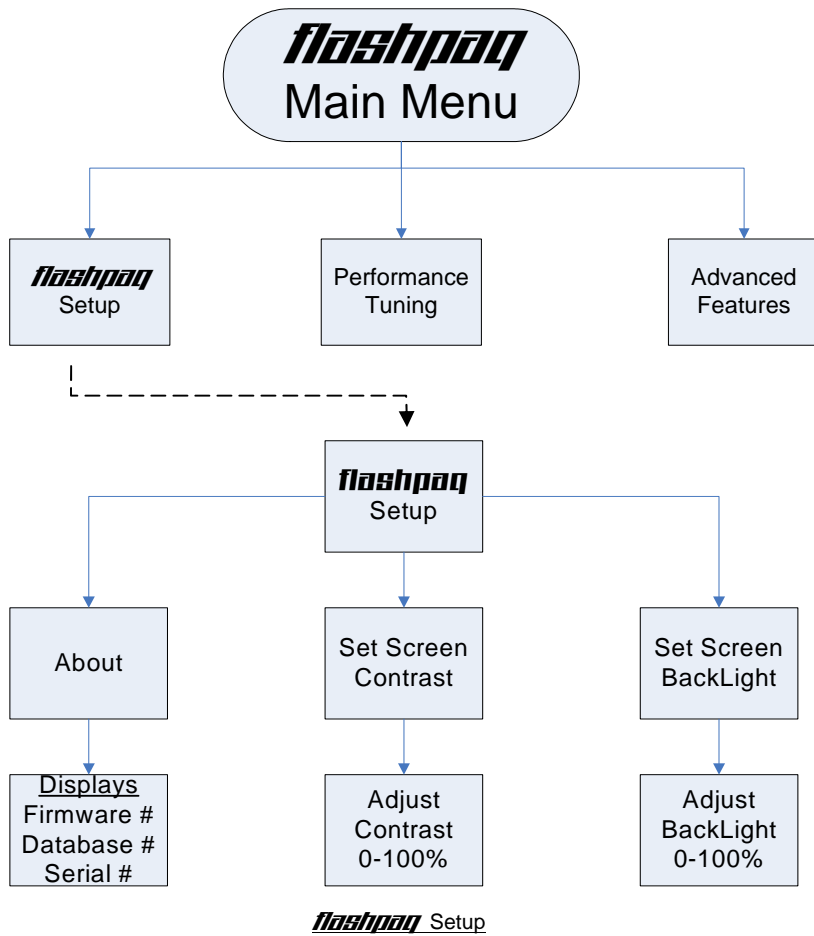 flashpaq
Main Menu
flashpaq
Setup
Performance
Tuning
Advanced
Features
flashpaq
Setup
About
Set Screen
Contrast
Set Screen
BackLight
Displays
Firmware #
Database #
Serial #
Adjust
Contrast
0-100%
Adjust
BackLight
0-100%
flashpaq Setup